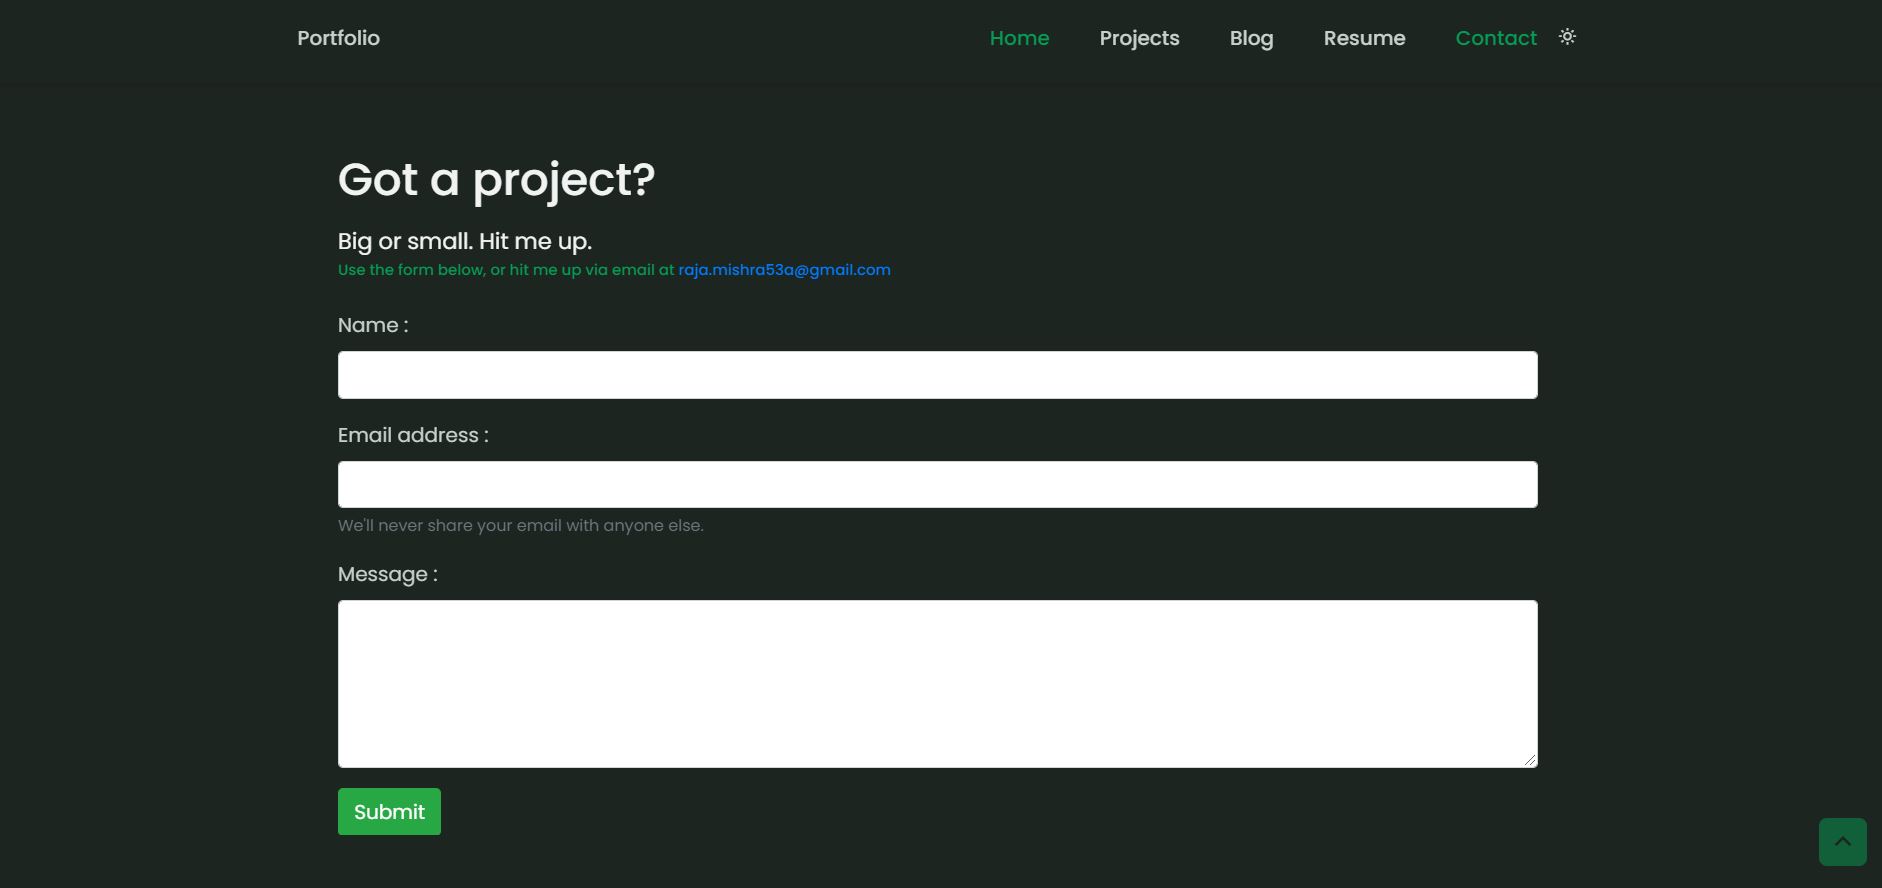 Portfolio Home Projects Blog Resume Contact
Got a project?
Big or small. Hit me up.
Use the form below, or hit me up via email at raja.mishra53a@gmail.com
Name :
Email address :
We'll never share your email with anyone else.
Message :
Submit